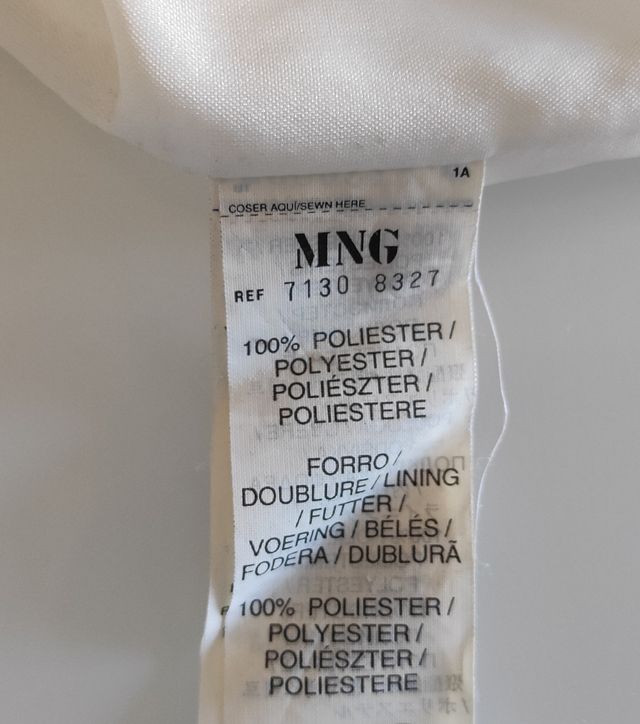 1A
COSER AQUÍ/SEWN HERE
MNG
REF 7130 8327
100% POLIESTER /
POLYESTER /
POLIÉSZTER /
POLIESTERE
FORRO /
DOUBLURE / LINING
/ FUTTER /
VOERING / BÉLÉS /
FODERA / DUBLURĂ
100% POLIESTER /
POLYESTER /
POLIÉSZTER /
POLIESTERE